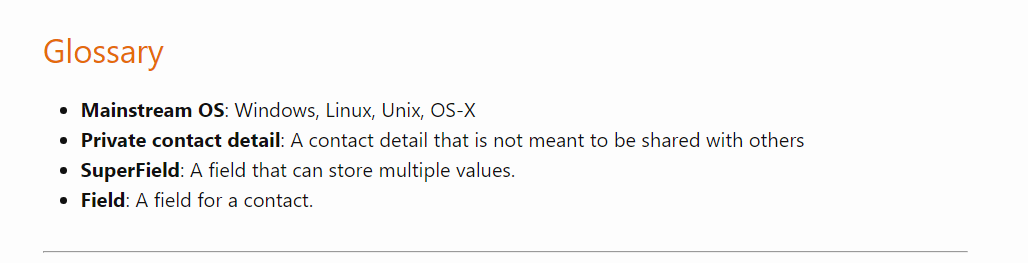 Glossary
Mainstream OS: Windows, Linux, Unix, OS-X
Private contact detail: A contact detail that is not meant to be shared with others
SuperField: A field that can store multiple values.
Field: A field for a contact.